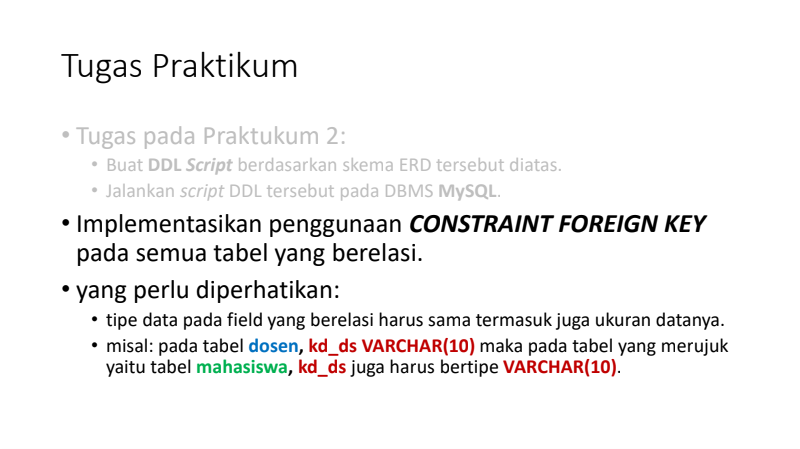 Tugas Praktikum
• Tugas pada Praktukum 2:
• Buat DDL Script berdasarkan skema ERD tersebut diatas.
• Jalankan script DDL tersebut pada DBMS MySQL.
• Implementasikan penggunaan CONSTRAINT FOREIGN KEY
pada semua tabel yang berelasi.
• yang perlu diperhatikan:
• tipe data pada field yang berelasi harus sama termasuk juga ukuran datanya.
• misal: pada tabel dosen, kd_ds VARCHAR(10) maka pada tabel yang merujuk
yaitu tabel mahasiswa, kd_ds juga harus bertipe VARCHAR(10).